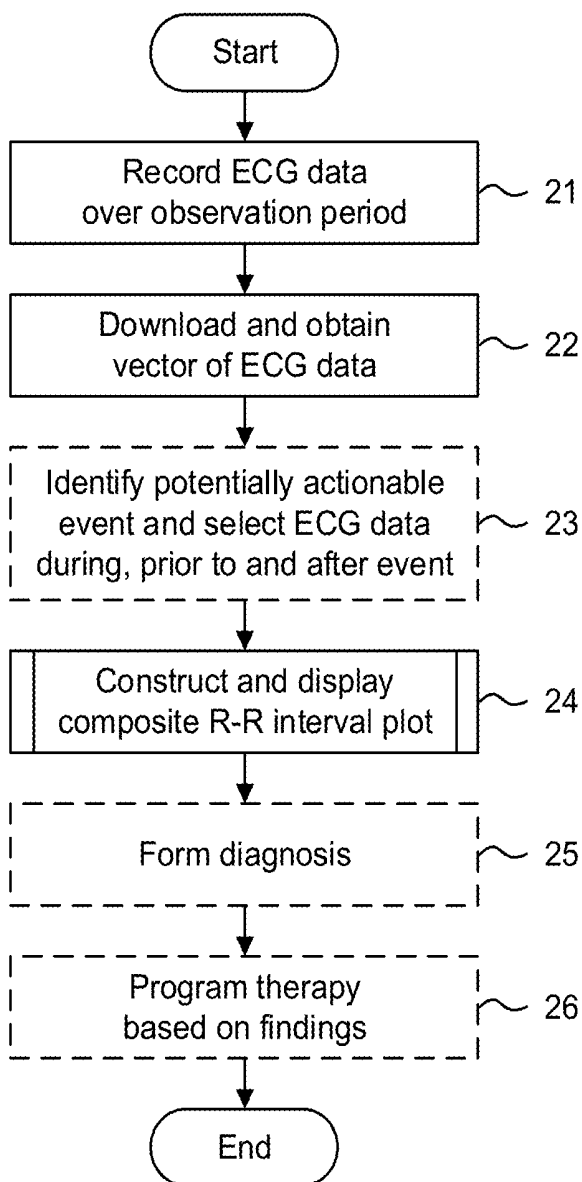 Start
Record ECG data
over observation period
21
Download and obtain
vector of ECG data
22
Identify potentially actionable
event and select ECG data
during, prior to and after event
23
Construct and display
composite R-R interval plot
24
Form diagnosis
25
Program therapy
based on findings
26
End